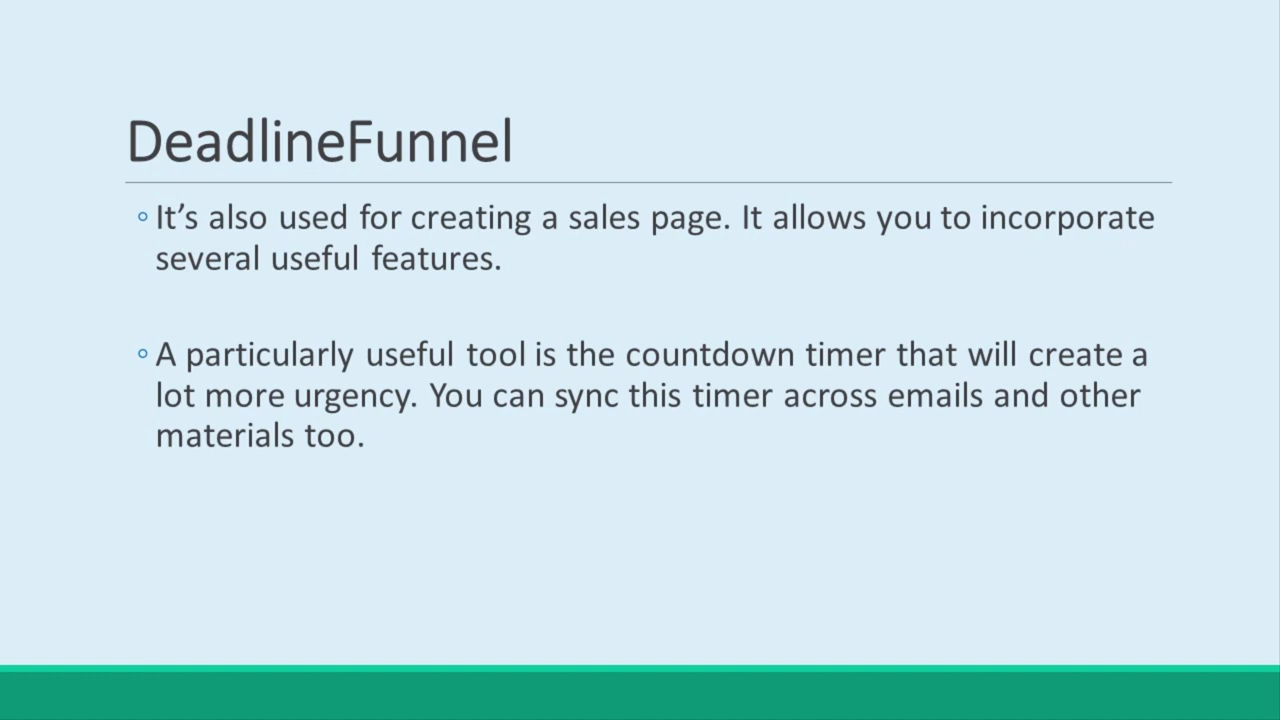 DeadlineFunnel
◦ It’s also used for creating a sales page. It allows you to incorporate
several useful features.
◦ A particularly useful tool is the countdown timer that will create a
lot more urgency. You can sync this timer across emails and other
materials too.